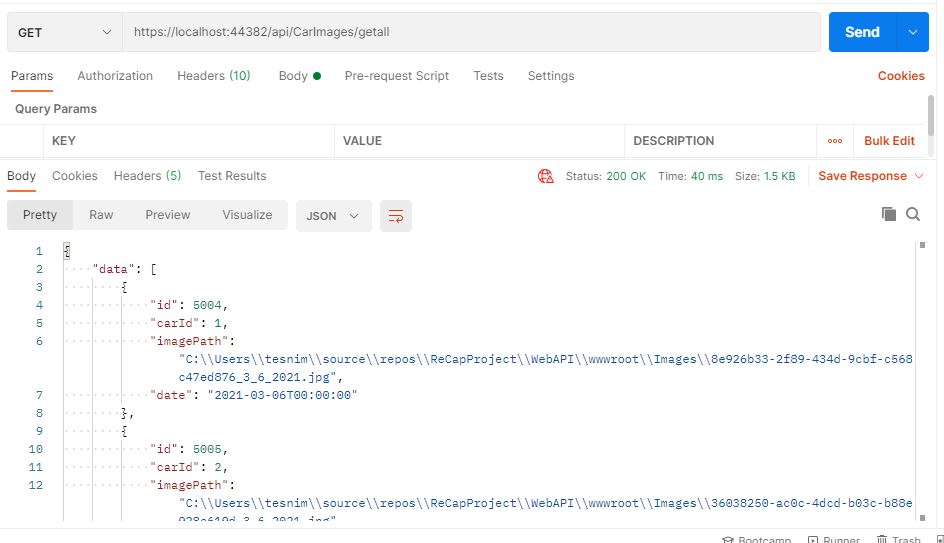 GET https://localhost:44382/api/CarImages/getall Send
Params Authorization Headers (10) Body Pre-request Script Tests Settings Cookies
Query Params
KEY VALUE DESCRIPTION ooo Bulk Edit
Body Cookies Headers (5) Test Results Status: 200 OK Time: 40 ms Size: 1.5 KB Save Response
Pretty Raw Preview Visualize JSON
1 {
2 "data": [
3 {
4 "id": 5004,
5 "carId": 1,
6 "imagePath":
"C:\\Users\\tesnim\\source\\repos\\ReCapProject\\WebAPI\\wwwroot\\Images\\8e926b33-2f89-434d-9cbf-c568
c47ed876_3_6_2021.jpg",
7 "date": "2021-03-06T00:00:00"
8 },
9 {
10 "id": 5005,
11 "carId": 2,
12 "imagePath":
"C:\\Users\\tesnim\\source\\repos\\ReCapProject\\WebAPI\\wwwroot\\Images\\36038250-ac0c-4dcd-b03c-b88e
Bootcamp Runner Trash